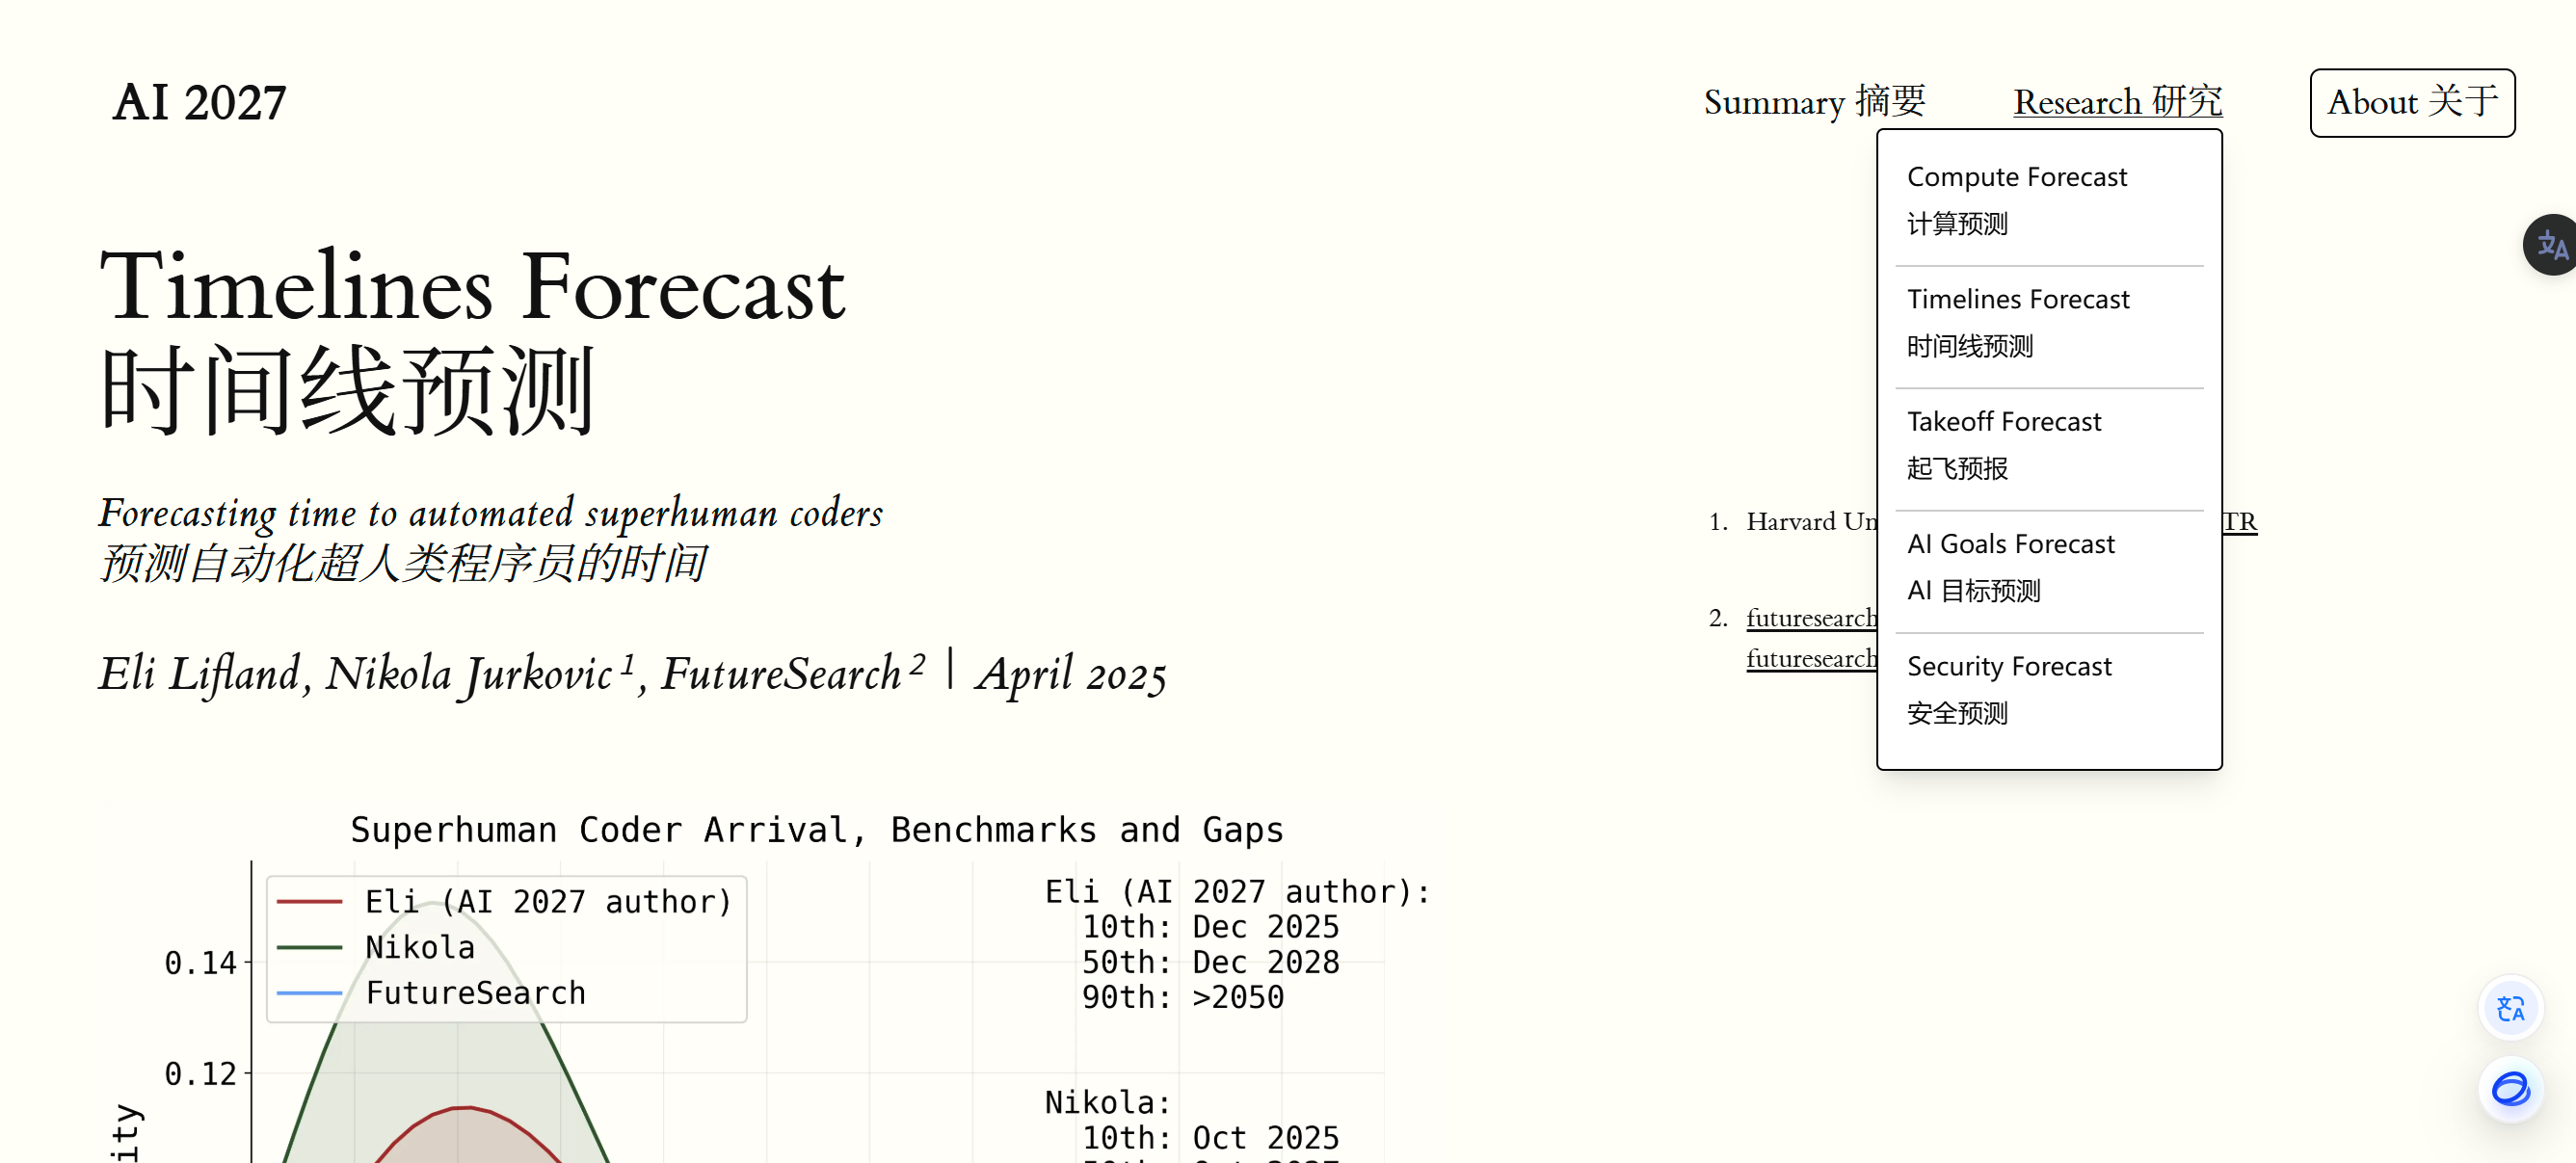 AI 2027
Summary 摘要
Research 研究
About 关于
Compute Forecast
计算预测
Timelines Forecast
时间线预测
Takeoff Forecast
起飞预报
AI Goals Forecast
AI 目标预测
Security Forecast
安全预测
Timelines Forecast
时间线预测
Forecasting time to automated superhuman coders
预测自动化超人类程序员的时间
Eli Lifland, Nikola Jurkovic 1, FutureSearch 2 | April 2025
1. Harvard TR
2. futuresearch
futuresearch
Superhuman Coder Arrival, Benchmarks and Gaps
Eli (AI 2027 author)
Nikola
FutureSearch
0.14
0.12
Eli (AI 2027 author):
10th: Dec 2025
50th: Dec 2028
90th: >2050
Nikola:
10th: Oct 2025